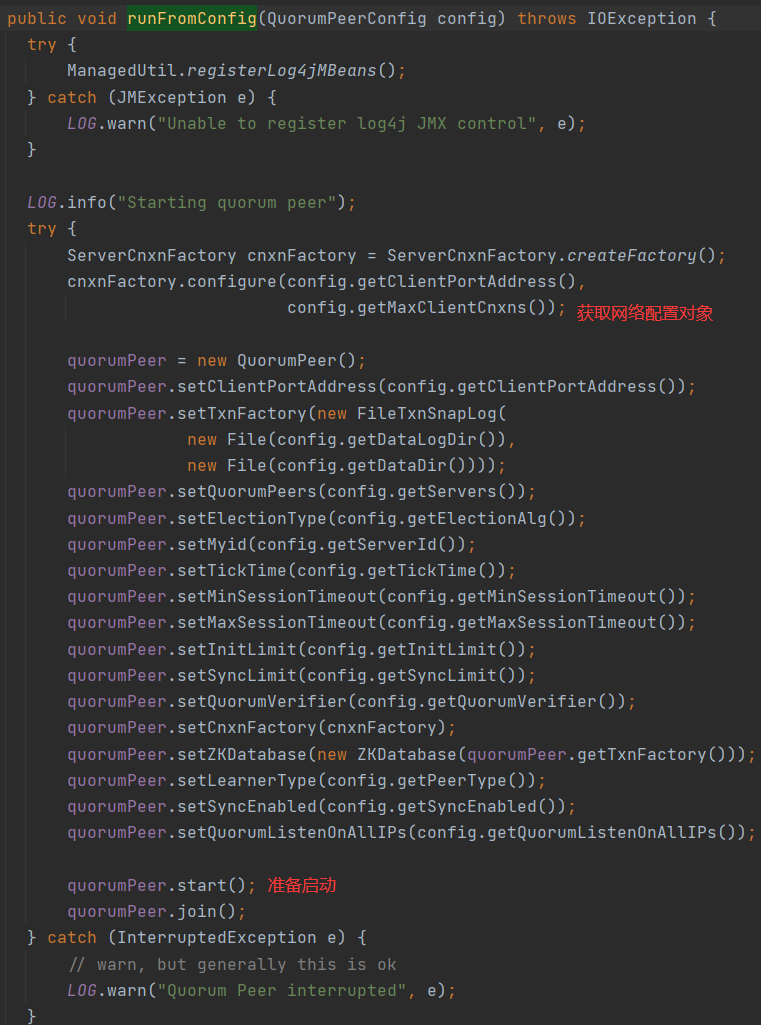 public void runFromConfig(QuorumPeerConfig config) throws IOException {
try {
ManagedUtil.registerLog4jMBeans();
} catch (JMException e) {
LOG.warn("Unable to register log4j JMX control", e);
}
LOG.info("Starting quorum peer");
try {
ServerCnxnFactory cnxnFactory = ServerCnxnFactory.createFactory();
cnxnFactory.configure(config.getClientPortAddress(),
config.getMaxClientCnxns()); 获取网络配置对象
quorumPeer = new QuorumPeer();
quorumPeer.setClientPortAddress(config.getClientPortAddress());
quorumPeer.setTxnFactory(new FileTxnSnapLog(
new File(config.getDataLogDir()),
new File(config.getDataDir())));
quorumPeer.setQuorumPeers(config.getServers());
quorumPeer.setElectionType(config.getElectionAlg());
quorumPeer.setMyid(config.getServerId());
quorumPeer.setTickTime(config.getTickTime());
quorumPeer.setMinSessionTimeout(config.getMinSessionTimeout());
quorumPeer.setMaxSessionTimeout(config.getMaxSessionTimeout());
quorumPeer.setInitLimit(config.getInitLimit());
quorumPeer.setSyncLimit(config.getSyncLimit());
quorumPeer.setQuorumVerifier(config.getQuorumVerifier());
quorumPeer.setCnxnFactory(cnxnFactory);
quorumPeer.setZKDatabase(new ZKDatabase(quorumPeer.getTxnFactory()));
quorumPeer.setLearnerType(config.getPeerType());
quorumPeer.setSyncEnabled(config.getSyncEnabled());
quorumPeer.setQuorumListenOnAllIPs(config.getQuorumListenOnAllIPs());
quorumPeer.start(); 准备启动
quorumPeer.join();
} catch (InterruptedException e) {
// warn, but generally this is ok
LOG.warn("Quorum Peer interrupted", e);
}